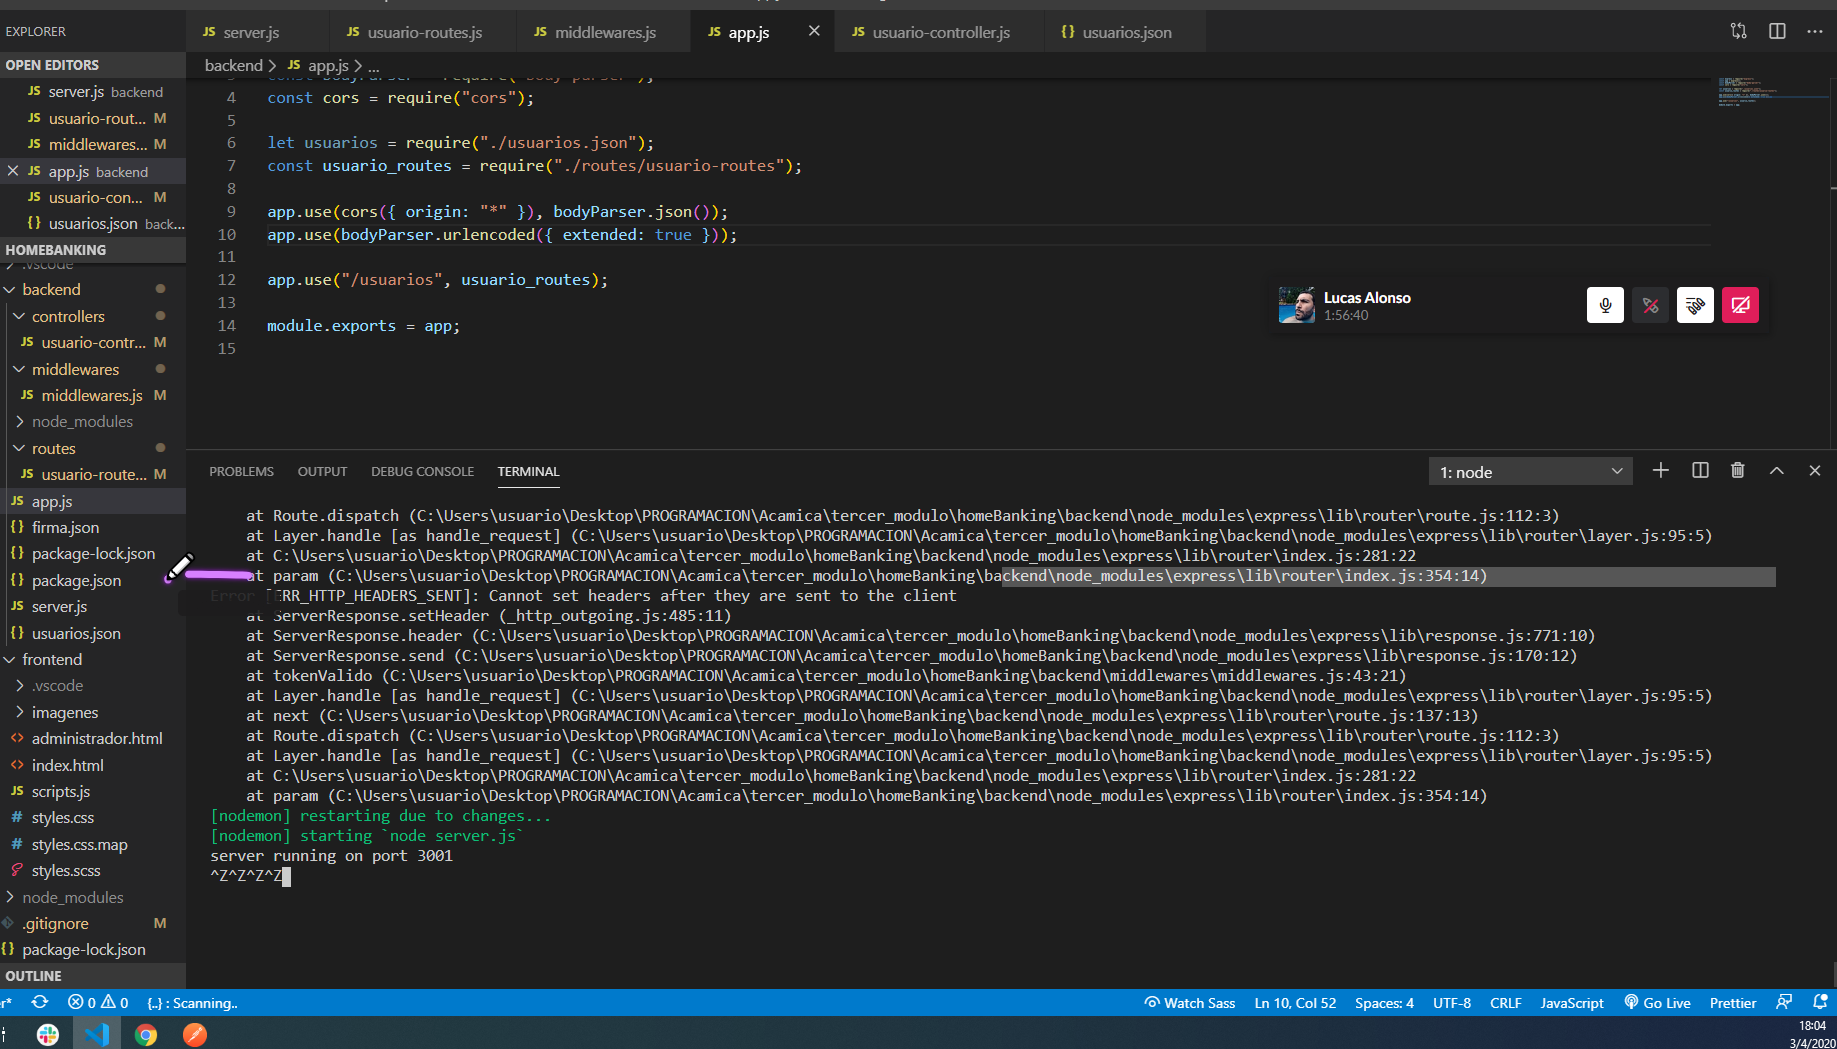 EXPLORER
OPEN EDITORS
JS server.js backend
JS usuario-rout... M
JS middlewares... M
JS app.js backend
JS usuario-con... M
{} usuarios.json back...
HOMEBANKING
.vscode
backend
controllers
JS usuario-contr... M
middlewares
JS middlewares.js M
node_modules
routes
JS usuario-route... M
JS app.js
{} firma.json
{} package-lock.json
{} package.json
JS server.js
{} usuarios.json
frontend
.vscode
imagenes
<> administrador.html
<> index.html
JS scripts.js
# styles.css
# styles.css.map
styles.scss
node_modules
.gitignore M
{} package-lock.json
OUTLINE
JS server.js
JS usuario-routes.js
JS middlewares.js
JS app.js
JS usuario-controller.js
{} usuarios.json
backend > JS app.js > ...
3 const bodyParser = require("body-parser");
4 const cors = require("cors");
5
6 let usuarios = require("./usuarios.json");
7 const usuario_routes = require("./routes/usuario-routes");
8
9 app.use(cors({ origin: "*" }), bodyParser.json());
10 app.use(bodyParser.urlencoded({ extended: true }));
11
12 app.use("/usuarios", usuario_routes);
13
14 module.exports = app;
15
Lucas Alonso
1:56:40
PROBLEMS OUTPUT DEBUG CONSOLE TERMINAL
1: node
at Route.dispatch (C:\Users\usuario\Desktop\PROGRAMACION\Acamica\tercer_modulo\homeBanking\backend\node_modules\express\lib\router\route.js:112:3)
at Layer.handle [as handle_request] (C:\Users\usuario\Desktop\PROGRAMACION\Acamica\tercer_modulo\homeBanking\backend\node_modules\express\lib\router\layer.js:95:5)
at C:\Users\usuario\Desktop\PROGRAMACION\Acamica\tercer_modulo\homeBanking\backend\node_modules\express\lib\router\index.js:281:22
at param (C:\Users\usuario\Desktop\PROGRAMACION\Acamica\tercer_modulo\homeBanking\backend\node_modules\express\lib\router\index.js:354:14)
Error [ERR_HTTP_HEADERS_SENT]: Cannot set headers after they are sent to the client
at ServerResponse.setHeader (_http_outgoing.js:485:11)
at ServerResponse.header (C:\Users\usuario\Desktop\PROGRAMACION\Acamica\tercer_modulo\homeBanking\backend\node_modules\express\lib\response.js:771:10)
at ServerResponse.send (C:\Users\usuario\Desktop\PROGRAMACION\Acamica\tercer_modulo\homeBanking\backend\node_modules\express\lib\response.js:170:12)
at tokenValido (C:\Users\usuario\Desktop\PROGRAMACION\Acamica\tercer_modulo\homeBanking\backend\middlewares\middlewares.js:43:21)
at Layer.handle [as handle_request] (C:\Users\usuario\Desktop\PROGRAMACION\Acamica\tercer_modulo\homeBanking\backend\node_modules\express\lib\router\layer.js:95:5)
at next (C:\Users\usuario\Desktop\PROGRAMACION\Acamica\tercer_modulo\homeBanking\backend\node_modules\express\lib\router\route.js:137:13)
at Route.dispatch (C:\Users\usuario\Desktop\PROGRAMACION\Acamica\tercer_modulo\homeBanking\backend\node_modules\express\lib\router\route.js:112:3)
at Layer.handle [as handle_request] (C:\Users\usuario\Desktop\PROGRAMACION\Acamica\tercer_modulo\homeBanking\backend\node_modules\express\lib\router\layer.js:95:5)
at C:\Users\usuario\Desktop\PROGRAMACION\Acamica\tercer_modulo\homeBanking\backend\node_modules\express\lib\router\index.js:281:22
at param (C:\Users\usuario\Desktop\PROGRAMACION\Acamica\tercer_modulo\homeBanking\backend\node_modules\express\lib\router\index.js:354:14)
[nodemon] restarting due to changes...
[nodemon] starting `node server.js`
server running on port 3001
^Z^Z^Z^Z
r* 0 0 {..} : Scanning.. Watch Sass Ln 10, Col 52 Spaces: 4 UTF-8 CRLF JavaScript Go Live Prettier
18:04
3/4/2020